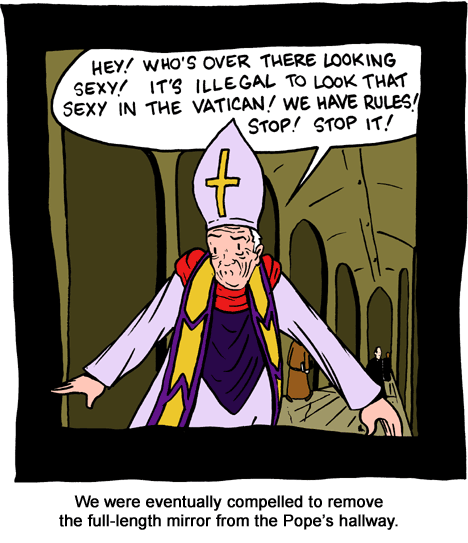 HEY! WHO'S OVER THERE LOOKING
SEXY! IT'S ILLEGAL TO LOOK THAT
SEXY IN THE VATICAN! WE HAVE RULES!
STOP! STOP IT!
We were eventually compelled to remove
the full-length mirror from the Pope's hallway.